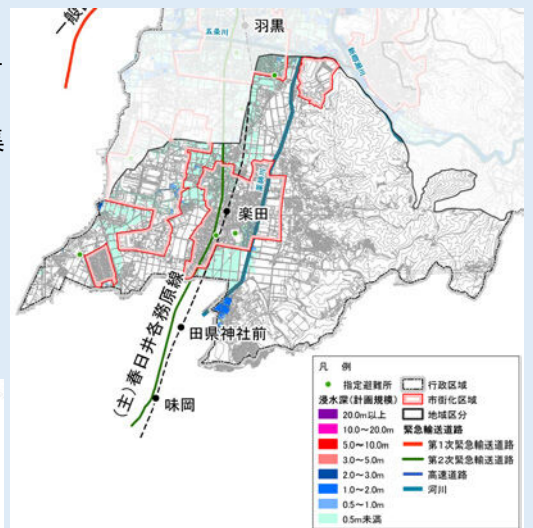 一般
羽黒
五条川
新郷瀬川
集
楽田
(主)春日井各務原線
田県神社前
味岡
凡 例
指定避難所
行政区域
浸水深(計画規模)
市街化区域
20.0m以上
地域区分
10.0～20.0m
緊急輸送道路
5.0～10.0m
第1次緊急輸送道路
3.0～5.0m
第2次緊急輸送道路
2.0～3.0m
高速道路
1.0～2.0m
河川
0.5～1.0m
0.5m未満